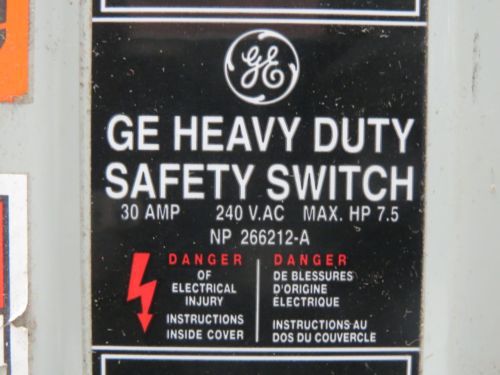 GE
GE HEAVY DUTY
SAFETY SWITCH
30 AMP 240 V.AC MAX. HP 7.5
NP 266212-A
DANGER
OF
ELECTRICAL
INJURY
INSTRUCTIONS
INSIDE COVER
DANGER
DE BLESSURES
D'ORIGINE
ÉLECTRIQUE
INSTRUCTIONS AU
DOS DU COUVERCLE